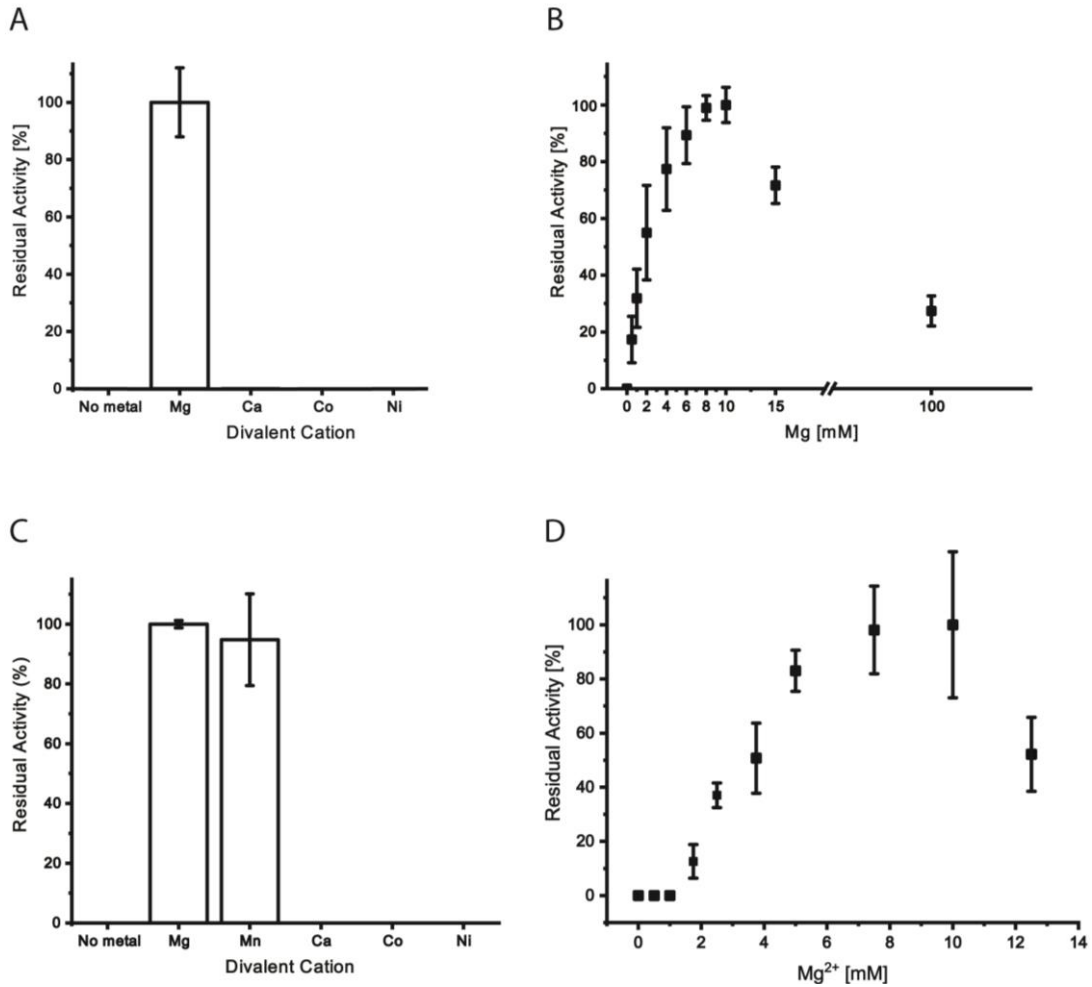 A
Residual Activity [%]
100
80
60
40
20
0
No metal Mg Ca Co Ni
Divalent Cation
B
Residual Activity [%]
100
80
60
40
20
0
0 2 4 6 8 10 15 100
Mg [mM]
C
Residual Activity (%)
100
80
60
40
20
0
No metal Mg Mn Ca Co Ni
Divalent Cation
D
Residual Activity [%]
100
80
60
40
20
0
0 2 4 6 8 10 12 14
Mg²⁺ [mM]